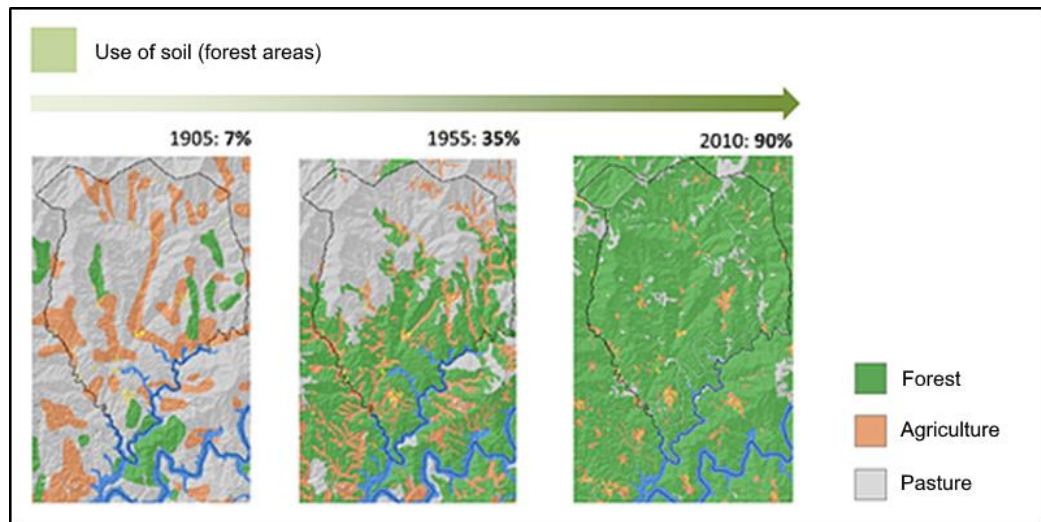 Use of soil (forest areas)
1905: 7%
1955: 35%
2010: 90%
Forest
Agriculture
Pasture